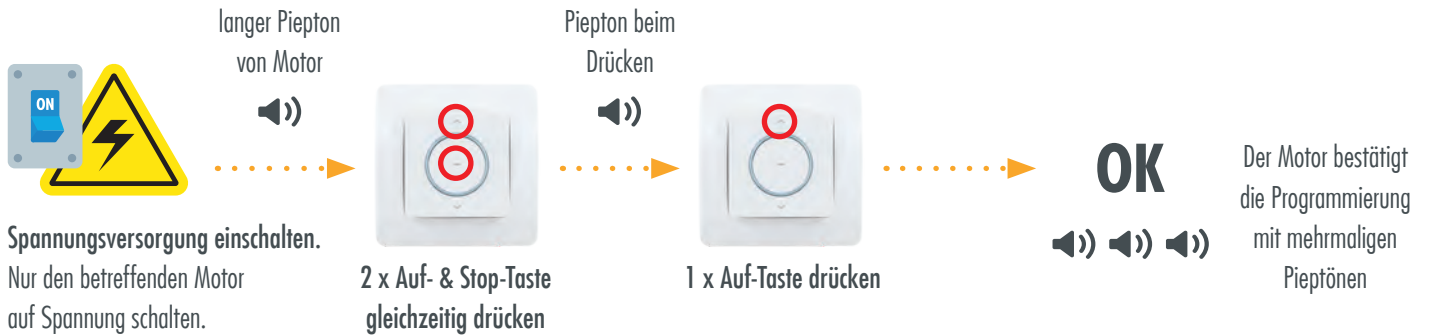 langer Piepton
von Motor
Piepton beim
Drücken
ON
Spannungsversorgung einschalten.
Nur den betreffenden Motor
auf Spannung schalten.
2 x Auf- & Stop-Taste
gleichzeitig drücken
1 x Auf-Taste drücken
OK
Der Motor bestätigt
die Programmierung
mit mehrmaligen
Pieptönen